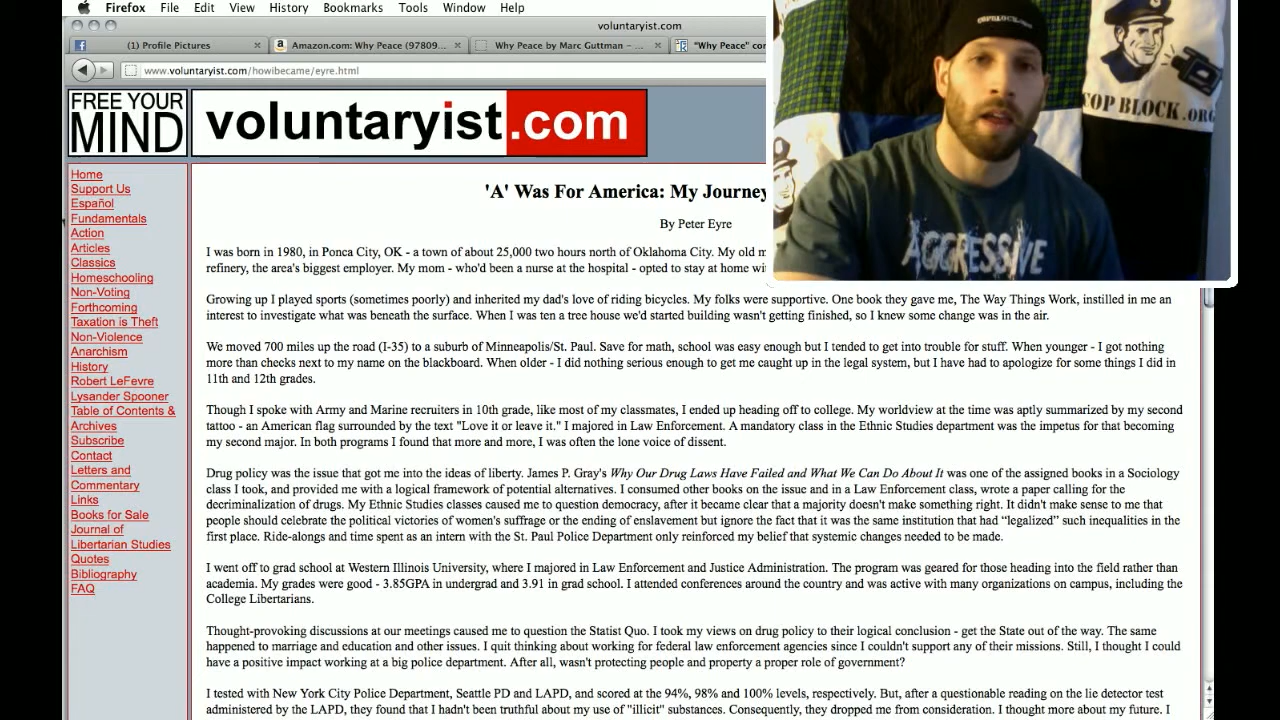 Firefox File Edit View History Bookmarks Tools Window Help
voluntaryist.com
(1) Profile Pictures
Amazon.com: Why Peace (97809...
Why Peace by Marc Guttman – ...
"Why Peace" con
www.voluntaryist.com/howibecame/eyre.html
FREE YOUR
MIND
voluntaryist.com
COP BLOCK.ORG
AGGRESSIVE
Home
Support Us
Español
Fundamentals
Action
Articles
Classics
Homeschooling
Non-Voting
Forthcoming
Taxation is Theft
Non-Violence
Anarchism
History
Robert LeFevre
Lysander Spooner
Table of Contents &
Archives
Subscribe
Contact
Letters and
Commentary
Links
Books for Sale
Journal of
Libertarian Studies
Quotes
Bibliography
FAQ
'A' Was For America: My Journey
By Peter Eyre
I was born in 1980, in Ponca City, OK - a town of about 25,000 two hours north of Oklahoma City. My old m
refinery, the area's biggest employer. My mom - who'd been a nurse at the hospital - opted to stay at home wi
Growing up I played sports (sometimes poorly) and inherited my dad's love of riding bicycles. My folks were supportive. One book they gave me, The Way Things Work, instilled in me an
interest to investigate what was beneath the surface. When I was ten a tree house we'd started building wasn't getting finished, so I knew some change was in the air.
We moved 700 miles up the road (I-35) to a suburb of Minneapolis/St. Paul. Save for math, school was easy enough but I tended to get into trouble for stuff. When younger - I got nothing
more than checks next to my name on the blackboard. When older - I did nothing serious enough to get me caught up in the legal system, but I have had to apologize for some things I did in
11th and 12th grades.
Though I spoke with Army and Marine recruiters in 10th grade, like most of my classmates, I ended up heading off to college. My worldview at the time was aptly summarized by my second
tattoo - an American flag surrounded by the text "Love it or leave it." I majored in Law Enforcement. A mandatory class in the Ethnic Studies department was the impetus for that becoming
my second major. In both programs I found that more and more, I was often the lone voice of dissent.
Drug policy was the issue that got me into the ideas of liberty. James P. Gray's Why Our Drug Laws Have Failed and What We Can Do About It was one of the assigned books in a Sociology
class I took, and provided me with a logical framework of potential alternatives. I consumed other books on the issue and in a Law Enforcement class, wrote a paper calling for the
decriminalization of drugs. My Ethnic Studies classes caused me to question democracy, after it became clear that a majority doesn't make something right. It didn't make sense to me that
people should celebrate the political victories of women's suffrage or the ending of enslavement but ignore the fact that it was the same institution that had “legalized” such inequalities in the
first place. Ride-alongs and time spent as an intern with the St. Paul Police Department only reinforced my belief that systemic changes needed to be made.
I went off to grad school at Western Illinois University, where I majored in Law Enforcement and Justice Administration. The program was geared for those heading into the field rather than
academia. My grades were good - 3.85GPA in undergrad and 3.91 in grad school. I attended conferences around the country and was active with many organizations on campus, including the
College Libertarians.
Thought-provoking discussions at our meetings caused me to question the Statist Quo. I took my views on drug policy to their logical conclusion - get the State out of the way. The same
happened to marriage and education and other issues. I quit thinking about working for federal law enforcement agencies since I couldn't support any of their missions. Still, I thought I could
have a positive impact working at a big police department. After all, wasn't protecting people and property a proper role of government?
I tested with New York City Police Department, Seattle PD and LAPD, and scored at the 94%, 98% and 100% levels, respectively. But, after a questionable reading on the lie detector test
administered by the LAPD, they found that I hadn't been truthful about my use of "illicit" substances. Consequently, they dropped me from consideration. I thought more about my future. I